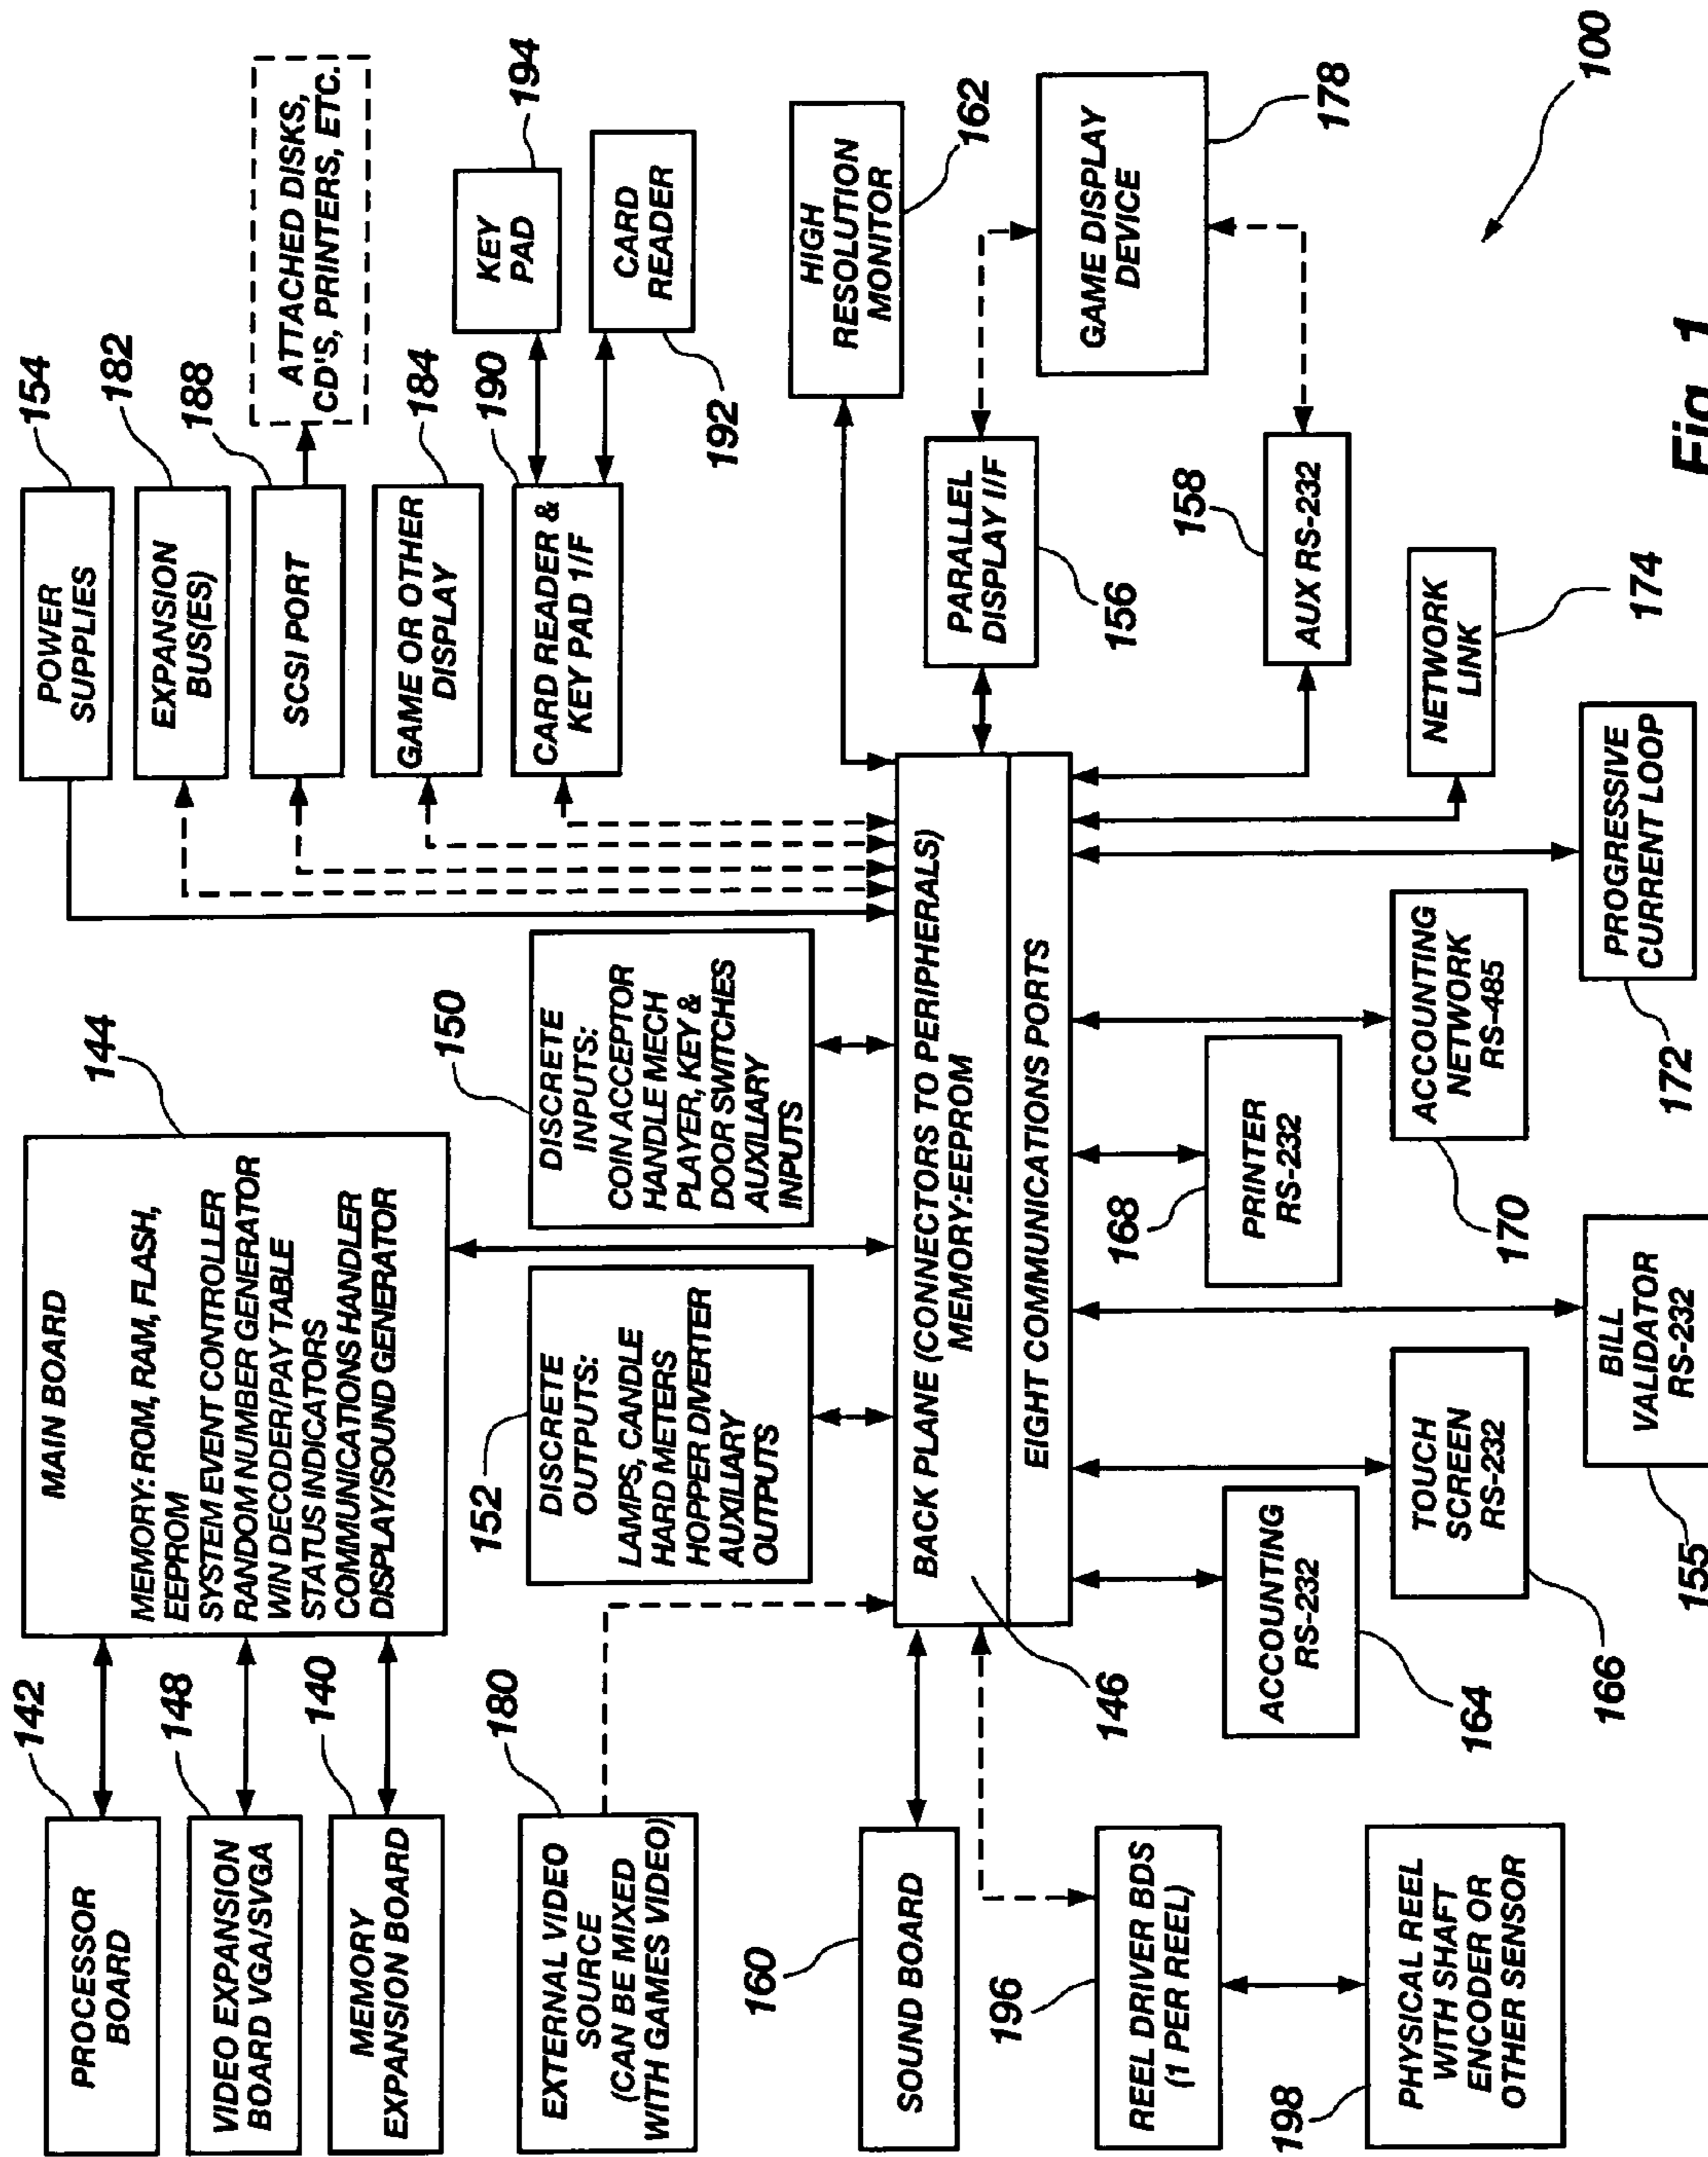 142
PROCESSOR
BOARD
148
VIDEO EXPANSION
BOARD VGA/SVGA
140
MEMORY
EXPANSION BOARD
144
MAIN BOARD
MEMORY: ROM, RAM, FLASH,
EEPROM
SYSTEM EVENT CONTROLLER
RANDOM NUMBER GENERATOR
WIN DECODER/PAY TABLE
STATUS INDICATORS
COMMUNICATIONS HANDLER
DISPLAY/SOUND GENERATOR
POWER
SUPPLIES
154
EXPANSION
BUS(ES)
182
SCSI PORT
188
ATTACHED DISKS,
CD'S, PRINTERS, ETC.
GAME OR OTHER
DISPLAY
184
CARD READER &
KEY PAD 1/F
190
KEY
PAD
194
CARD
READER
192
180
EXTERNAL VIDEO
SOURCE
(CAN BE MIXED
WITH GAMES VIDEO)
152
DISCRETE
OUTPUTS:
LAMPS, CANDLE
HARD METERS
HOPPER DIVERTER
AUXILIARY
OUTPUTS
150
DISCRETE
INPUTS:
COIN ACCEPTOR
HANDLE MECH
PLAYER, KEY &
DOOR SWITCHES
AUXILIARY
INPUTS
HIGH
RESOLUTION
MONITOR
162
160
SOUND BOARD
BACK PLANE (CONNECTORS TO PERIPHERALS)
MEMORY:EEPROM
EIGHT COMMUNICATIONS PORTS
146
PARALLEL
DISPLAY I/F
156
GAME DISPLAY
DEVICE
178
196
REEL DRIVER BDS
(1 PER REEL)
158
AUX RS-232
198
PHYSICAL REEL
WITH SHAFT
ENCODER OR
OTHER SENSOR
ACCOUNTING
RS-232
164
TOUCH
SCREEN
RS-232
166
BILL
VALIDATOR
RS-232
155
168
PRINTER
RS-232
ACCOUNTING
NETWORK
RS-485
170
PROGRESSIVE
CURRENT LOOP
172
NETWORK
LINK
174
100
Fig. 1